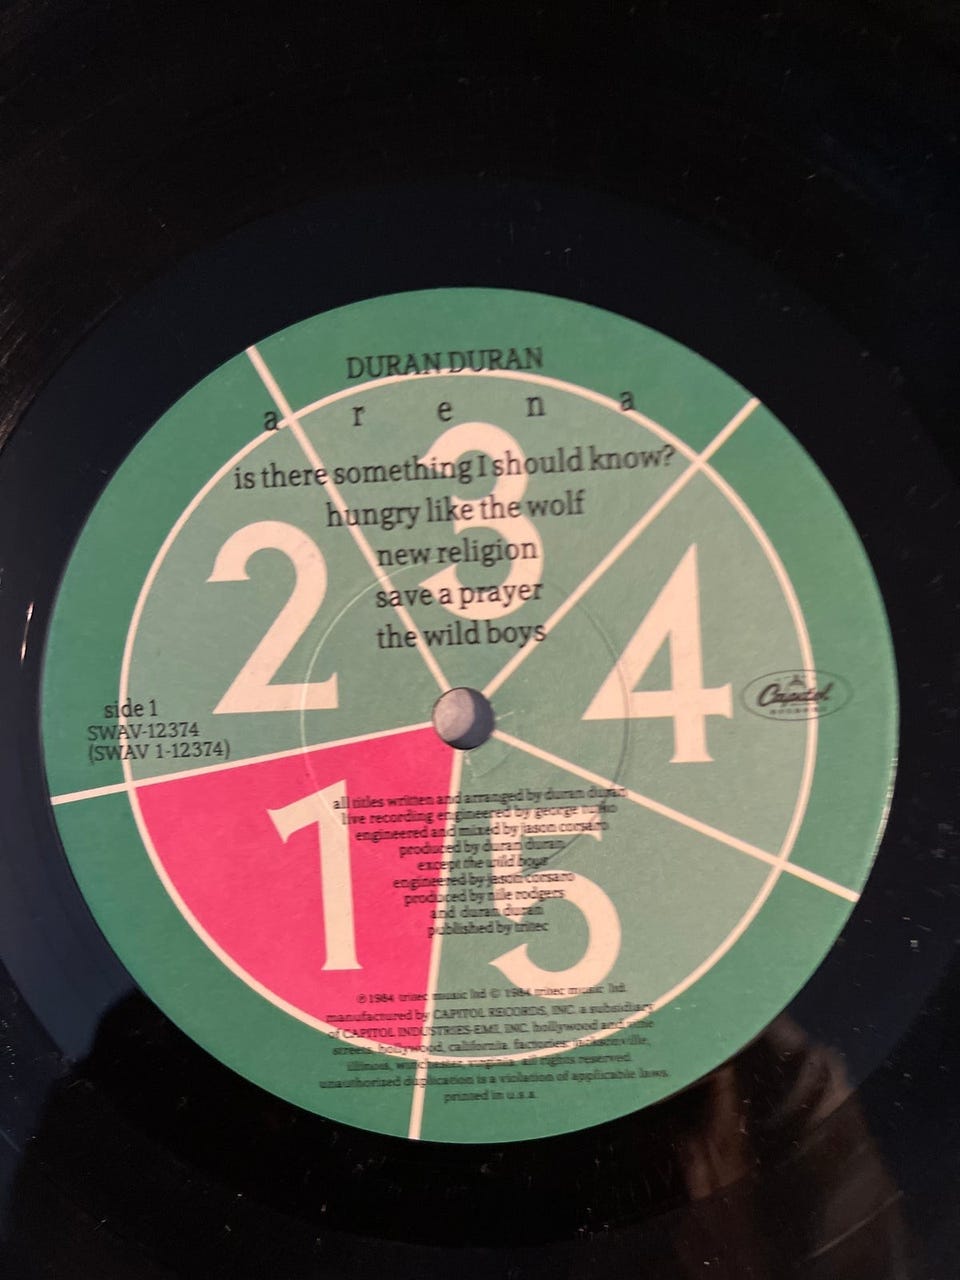 DURAN DURAN
a r e n a
is there something I should know?
hungry like the wolf
new religion
save a prayer
the wild boys
2
3
4
1
5
side 1
SWAV-12374
(SWAV 1-12374)
Capitol
RECORDS
all titles written and arranged by duran duran
live recording engineered by george
engineered and mixed by jason corsaro
produced by duran duran
except the wild boys
engineered by jason corsaro
produced by nile rodgers
and duran duran
published by tritec
℗ 1984 tritec music ltd © 1984 tritec music ltd.
manufactured by CAPITOL RECORDS, INC. a subsidiary
of CAPITOL INDUSTRIES-EMI, INC. hollywood and vine
streets, hollywood, california. factories: jacksonville,
illinois, winchester, virginia. all rights reserved.
unauthorized duplication is a violation of applicable laws.
printed in u.s.a.